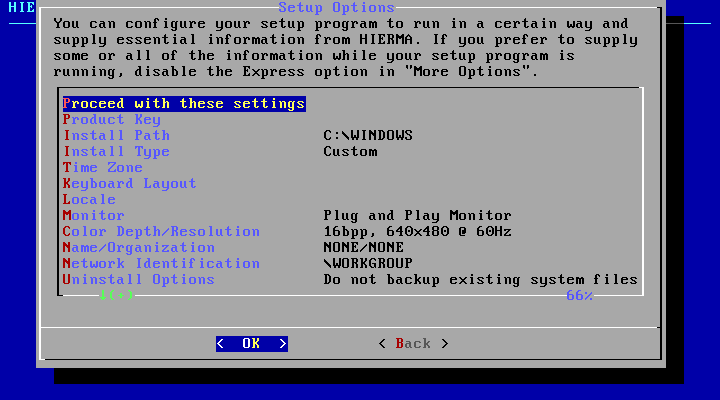 HIE
Setup Options
You can configure your setup program to run in a certain way and
supply essential information from HIERMA. If you prefer to supply
some or all of the information while your setup program is
running, disable the Express option in "More Options".
Proceed with these settings
Product Key
Install Path C:\WINDOWS
Install Type Custom
Time Zone
Keyboard Layout
Locale
Monitor Plug and Play Monitor
Color Depth/Resolution 16bpp, 640x480 @ 60Hz
Name/Organization NONE/NONE
Network Identification \WORKGROUP
Uninstall Options Do not backup existing system files
↓(+) 66%
< OK > < Back >